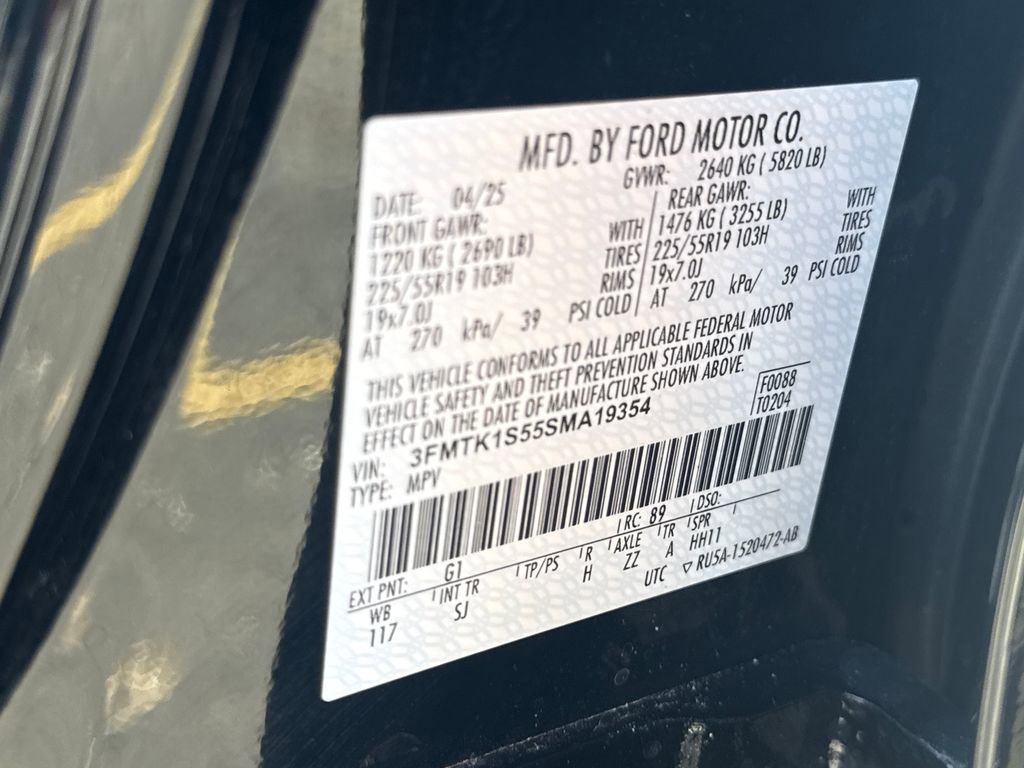 MFD. BY FORD MOTOR CO.
DATE: 04/25 GVWR: 2640 KG ( 5820 LB)
FRONT GAWR: REAR GAWR:
1220 KG ( 2690 LB) WITH 1476 KG ( 3255 LB) WITH
225/55R19 103H TIRES 225/55R19 103H TIRES
19x7.0J RIMS 19x7.0J RIMS
AT 270 kPa/ 39 PSI COLD AT 270 kPa/ 39 PSI COLD
THIS VEHICLE CONFORMS TO ALL APPLICABLE FEDERAL MOTOR
VEHICLE SAFETY AND THEFT PREVENTION STANDARDS IN
EFFECT ON THE DATE OF MANUFACTURE SHOWN ABOVE.
VIN: 3FMTK1S55SMA19354 F0088
TYPE: MPV T0204
EXT PNT: G1 RC: 89 DSO:
WB INT TR TP/PS R AXLE TR SPR
117 SJ H ZZ A HH11
UTC ▽ RU5A-1520472-AB